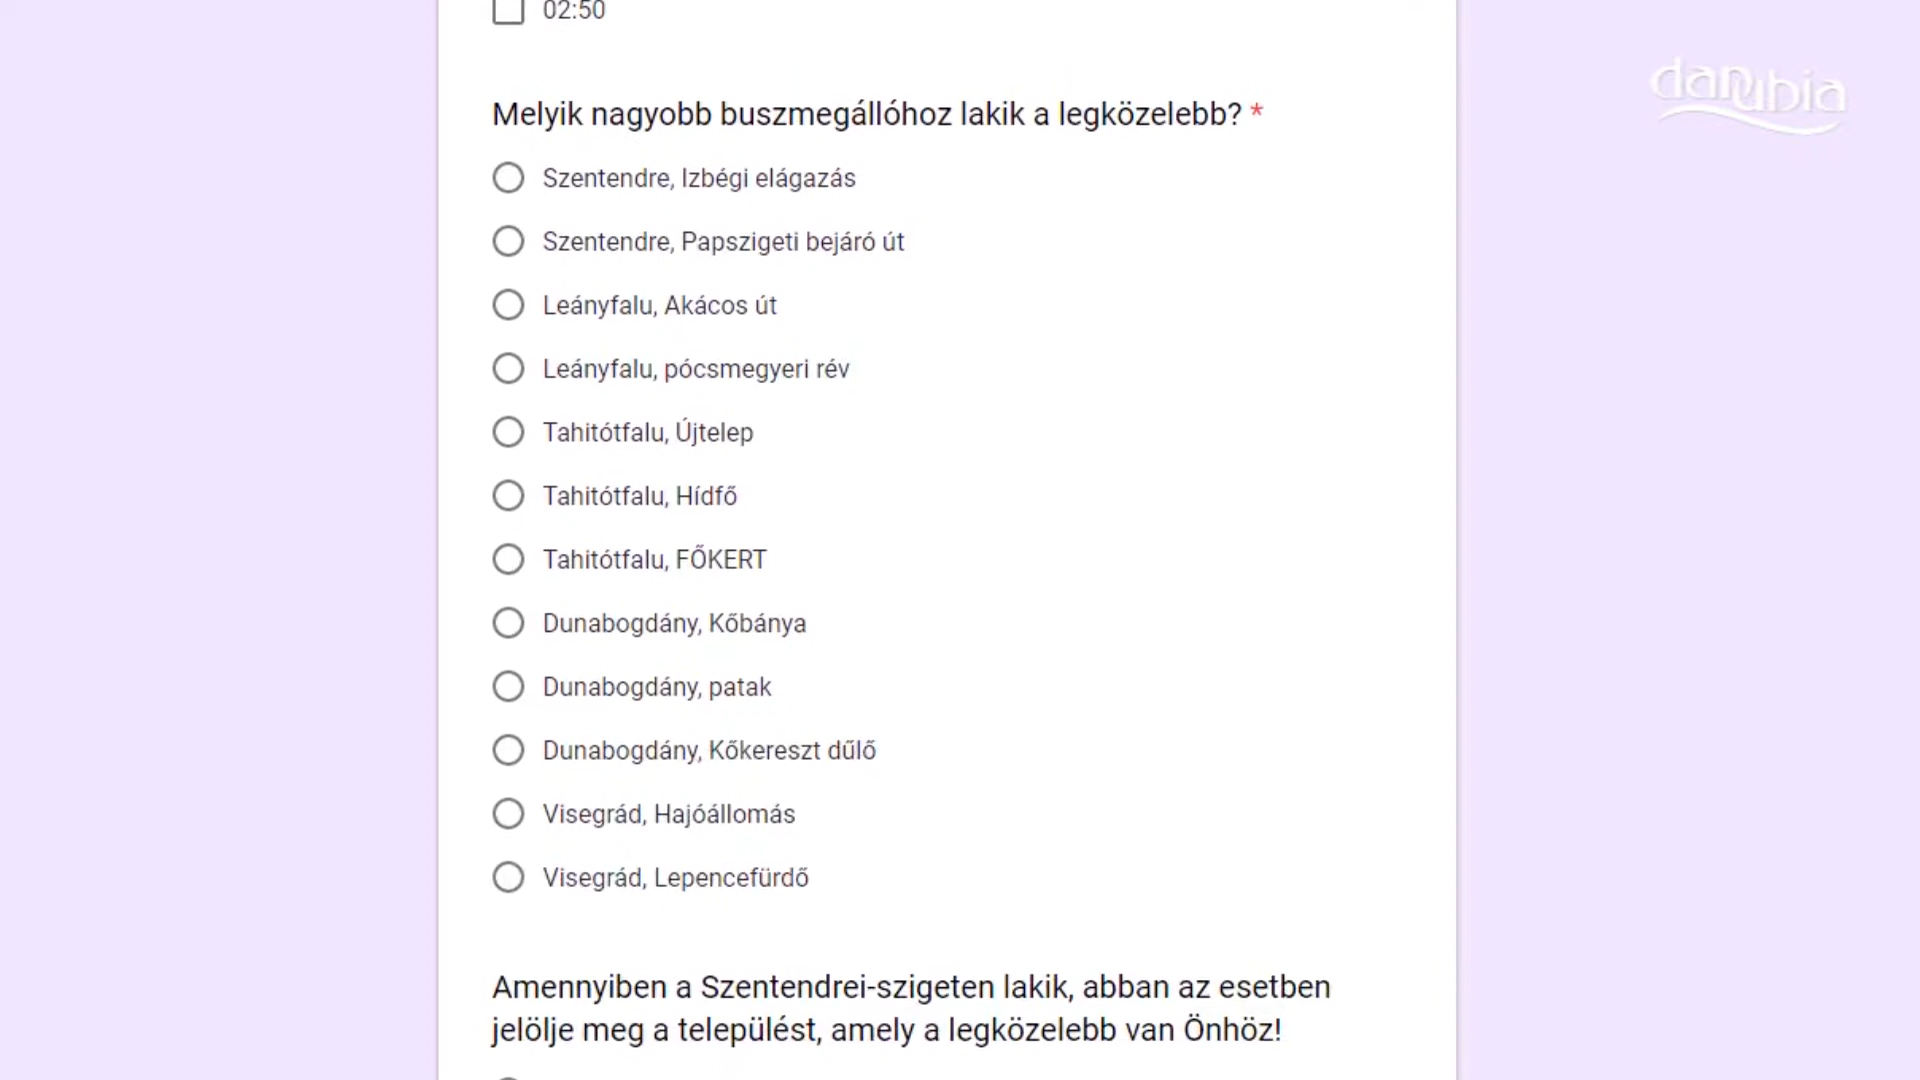 02:50
danubia
Melyik nagyobb buszmegállóhoz lakik a legközelebb? *
Szentendre, Izbégi elágazás
Szentendre, Papszigeti bejáró út
Leányfalu, Akácos út
Leányfalu, pócsmegyeri rév
Tahitótfalu, Újtelep
Tahitótfalu, Hídfő
Tahitótfalu, FŐKERT
Dunabogdány, Kőbánya
Dunabogdány, patak
Dunabogdány, Kőkereszt dűlő
Visegrád, Hajóállomás
Visegrád, Lepencefürdő
Amennyiben a Szentendrei-szigeten lakik, abban az esetben
jelölje meg a települést, amely a legközelebb van Önhöz!